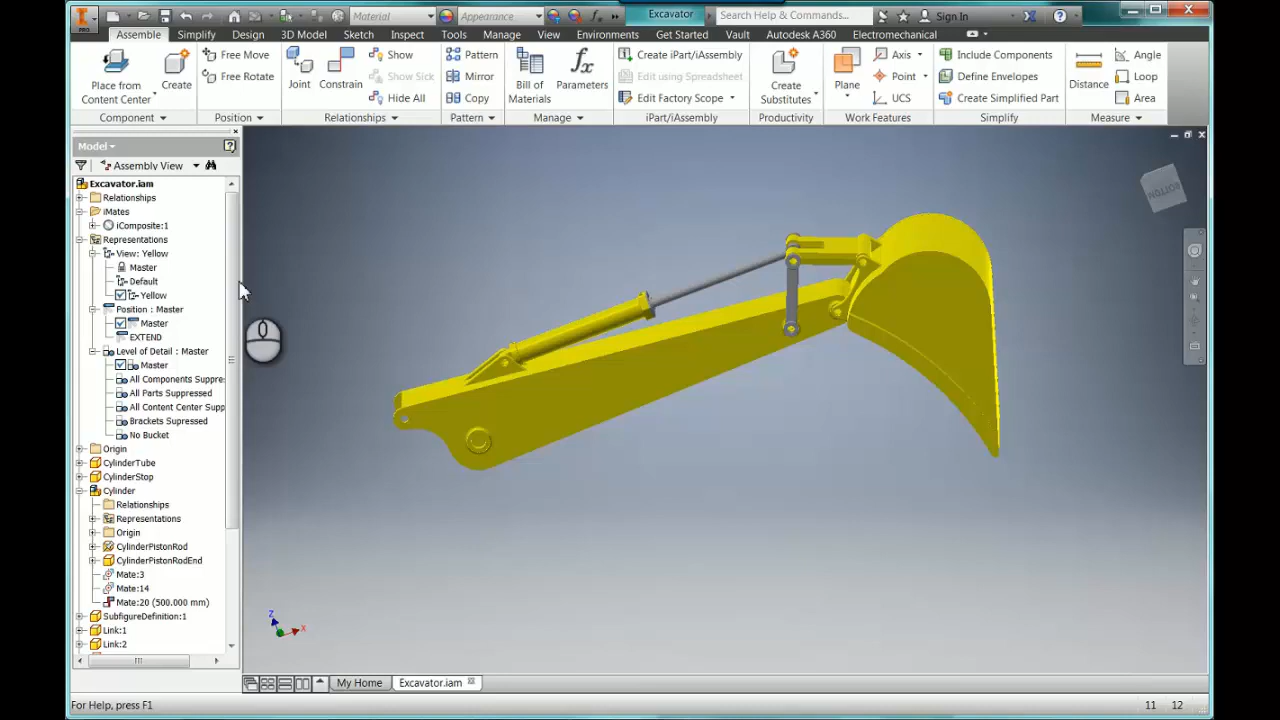 PRO
Material
Appearance
Excavator
Search Help & Commands...
Sign In
Assemble Simplify Design 3D Model Sketch Inspect Tools Manage View Environments Get Started Vault Autodesk A360 Electromechanical
Place from
Content Center
Create
Free Move
Free Rotate
Joint
Constrain
Show
Show Sick
Hide All
Pattern
Mirror
Copy
Bill of
Materials
Parameters
Create iPart/iAssembly
Edit using Spreadsheet
Edit Factory Scope
Create
Substitutes
Plane
Axis
Point
UCS
Include Components
Define Envelopes
Create Simplified Part
Distance
Angle
Loop
Area
Component Position Relationships Pattern Manage iPart/iAssembly Productivity Work Features Simplify Measure
Model
Assembly View
Excavator.iam
Relationships
iMates
iComposite:1
Representations
View: Yellow
Master
Default
Yellow
Position : Master
Master
EXTEND
Level of Detail : Master
Master
All Components Suppre
All Parts Suppressed
All Content Center Supp
Brackets Supressed
No Bucket
Origin
CylinderTube
CylinderStop
Cylinder
Relationships
Representations
Origin
CylinderPistonRod
CylinderPistonRodEnd
Mate:3
Mate:14
Mate:20 (500.000 mm)
SubfigureDefinition:1
Link:1
Link:2
BOTTOM
Z
X
My Home
Excavator.iam
For Help, press F1
11 12